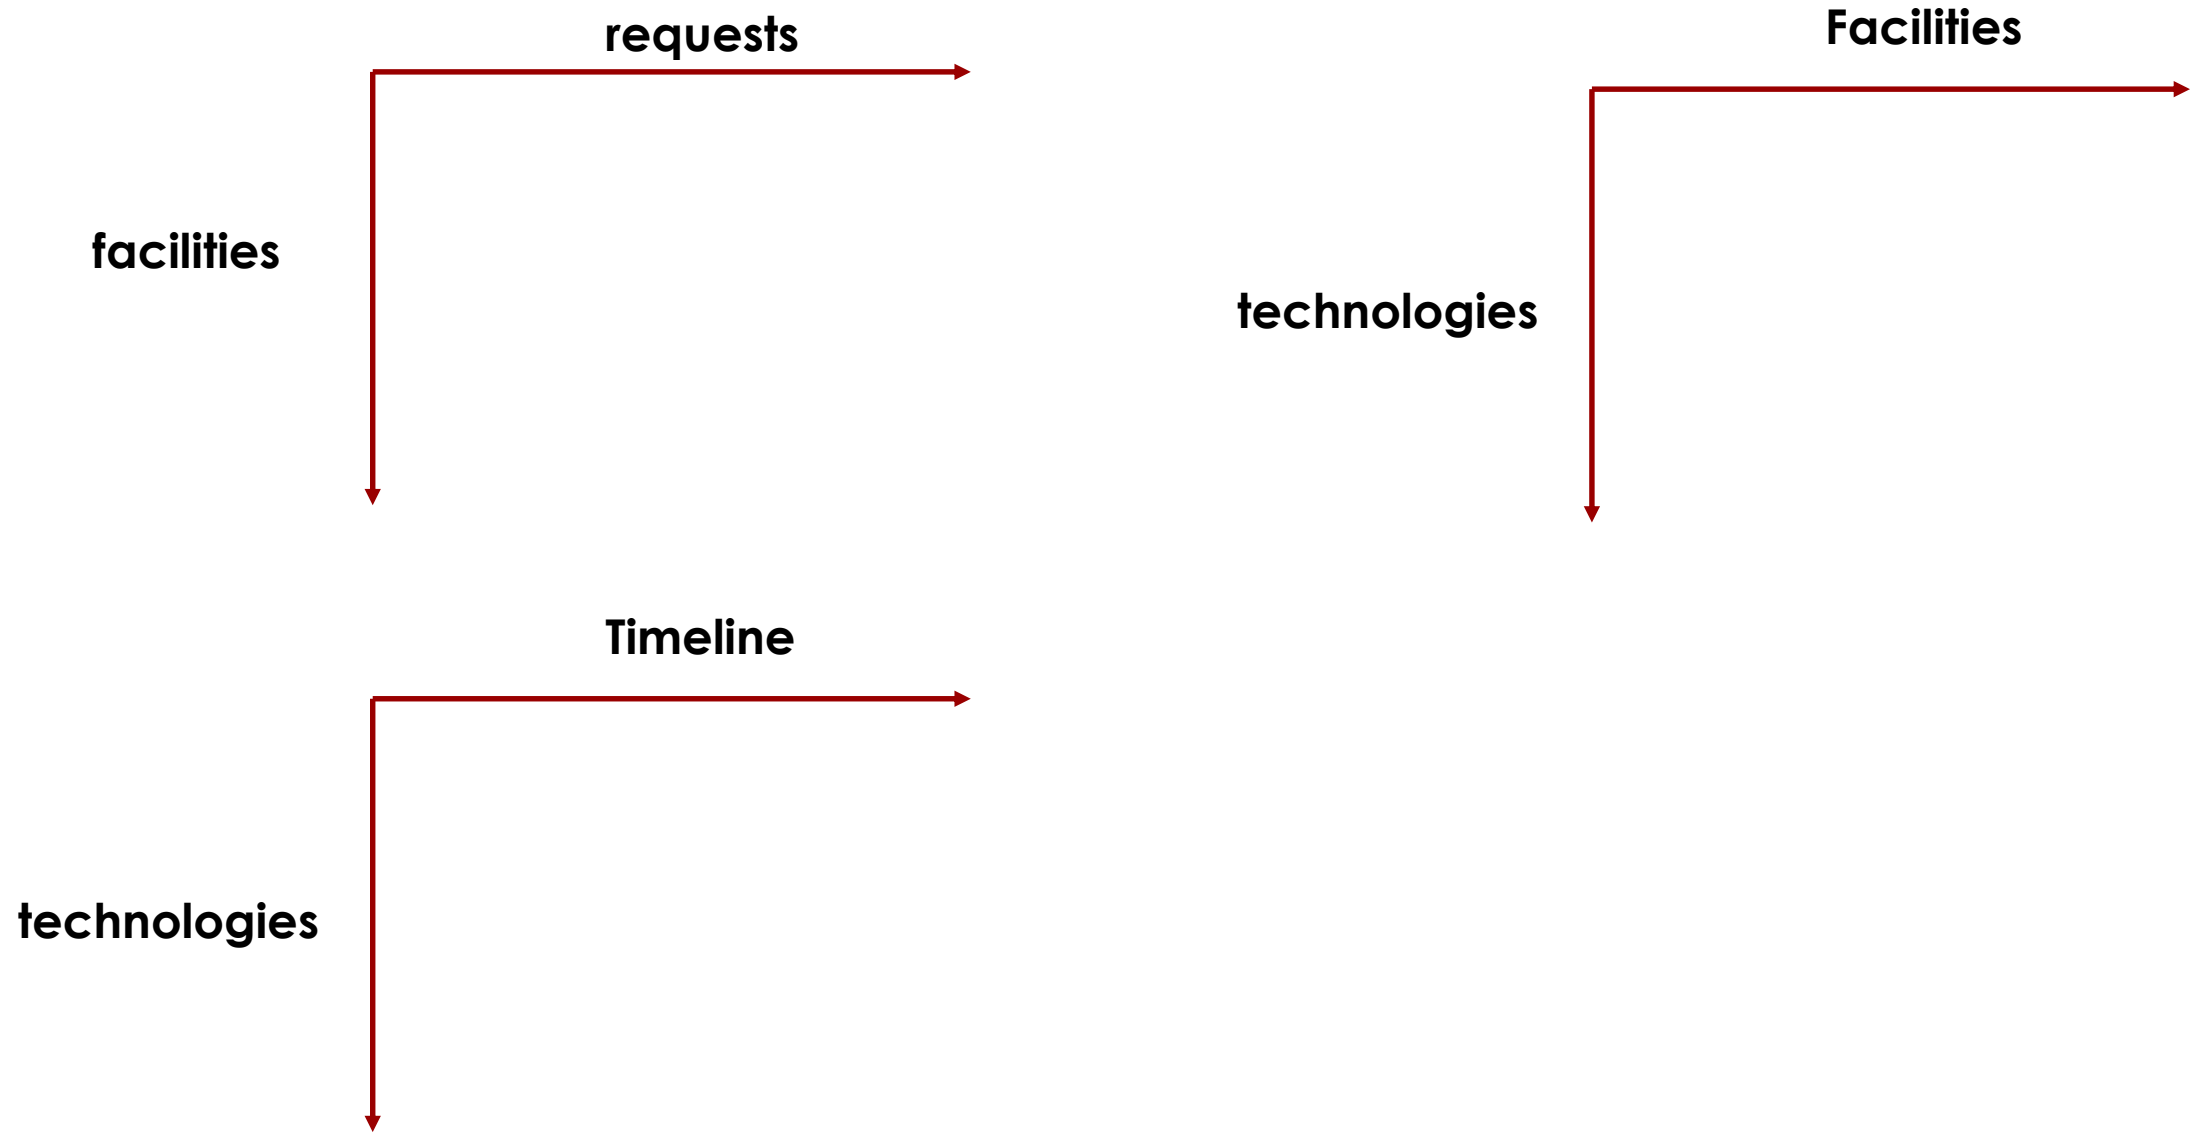 requests
Facilities
facilities
technologies
Timeline
technologies